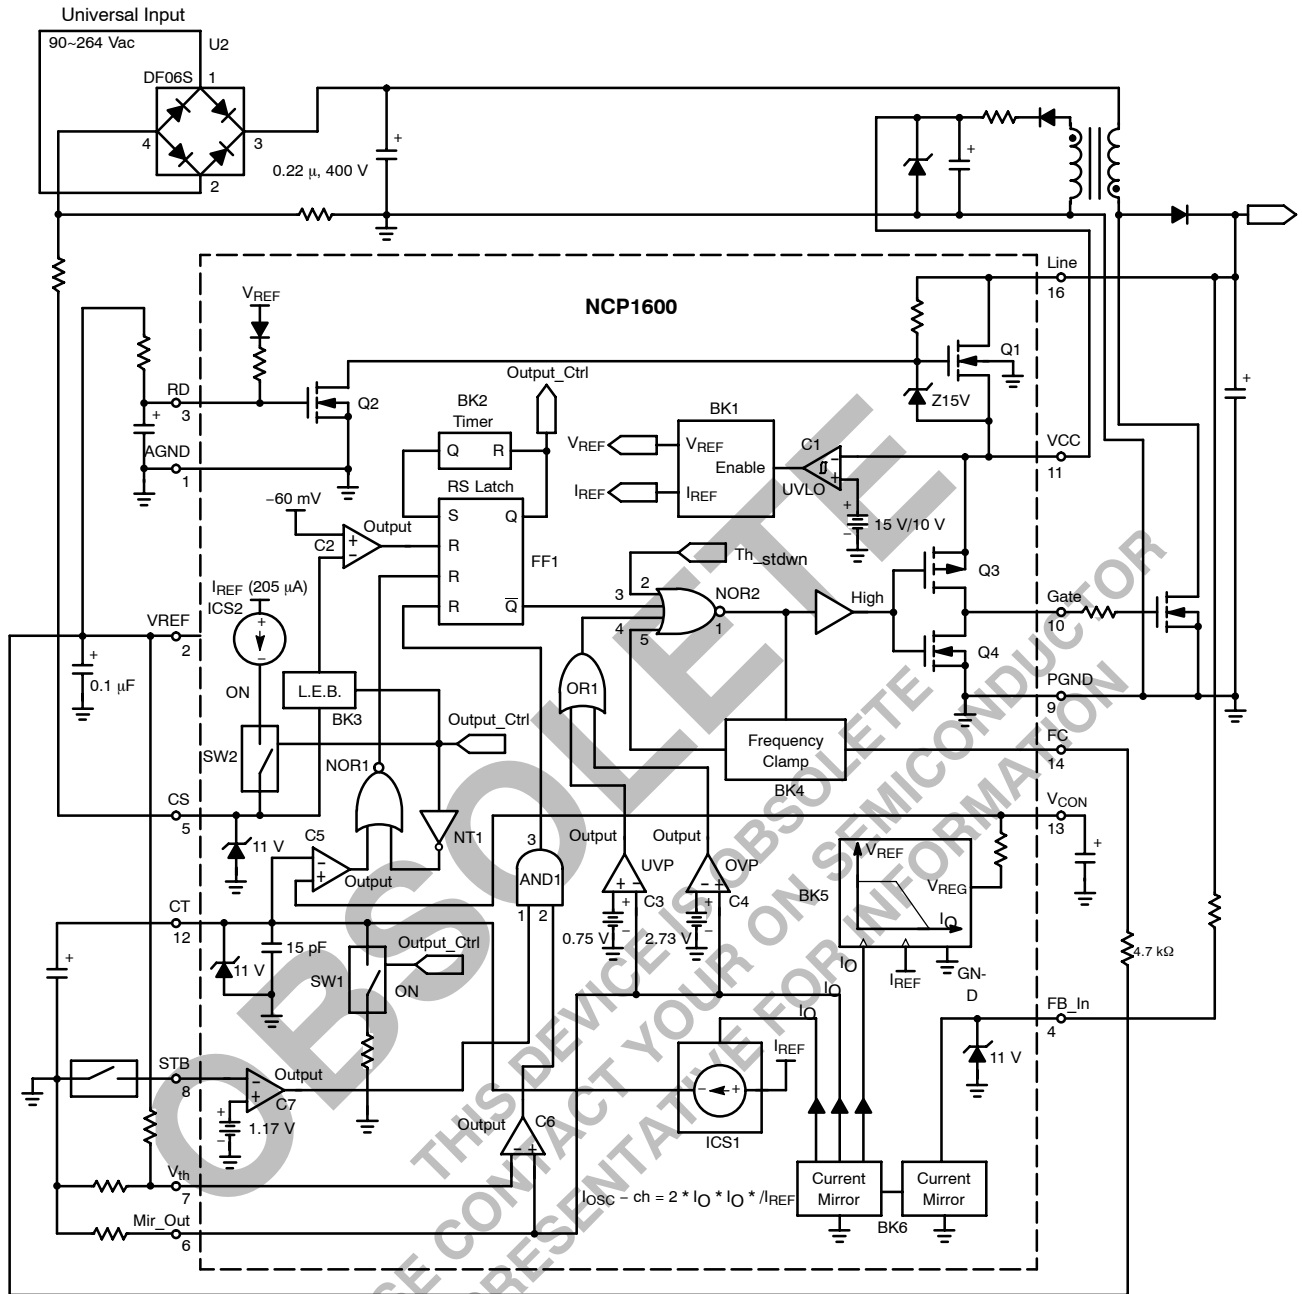 Universal Input
90~264 Vac
U2
DF06S
1
4
3
2
0.22 μ, 400 V
+
+
NCP1600
VREF
Line
16
Q1
Z15V
RD
3
Q2
AGND
1
Output_Ctrl
BK2
Timer
Q R
RS Latch
S Q
R
R
R Q
FF1
BK1
VREF
VREF
Enable
IREF
IREF
C1
UVLO
15 V/10 V
VCC
11
−60 mV
C2
Output
IREF (205 μA)
ICS2
ON
VREF
2
0.1 μF
L.E.B.
BK3
Output_Ctrl
SW2
NOR1
NT1
CS
5
11 V
C5
Output
Th_stdwn
2
3
4
5
NOR2
1
High
Q3
Q4
Gate
10
PGND
9
OR1
Frequency
Clamp
BK4
FC
14
VCON
13
3
AND1
1 2
Output
UVP
C3
0.75 V
Output
OVP
C4
2.73 V
BK5
VREF
VREG
IO
IO
IREF
GN-
D
4.7 kΩ
CT
12
11 V
15 pF
SW1
Output_Ctrl
ON
IO
IO
IREF
ICS1
FB_In
4
11 V
STB
8
Output
C7
1.17 V
Output
C6
Vth
7
Mir_Out
6
IOSC – ch = 2 * IO * IO * /IREF
Current
Mirror
Current
Mirror
BK6
OBSOLETE
THIS DEVICE IS OBSOLETE
SE CONTACT YOUR ON SEMICONDUCTOR
PRESENTATIVE FOR INFORMATION